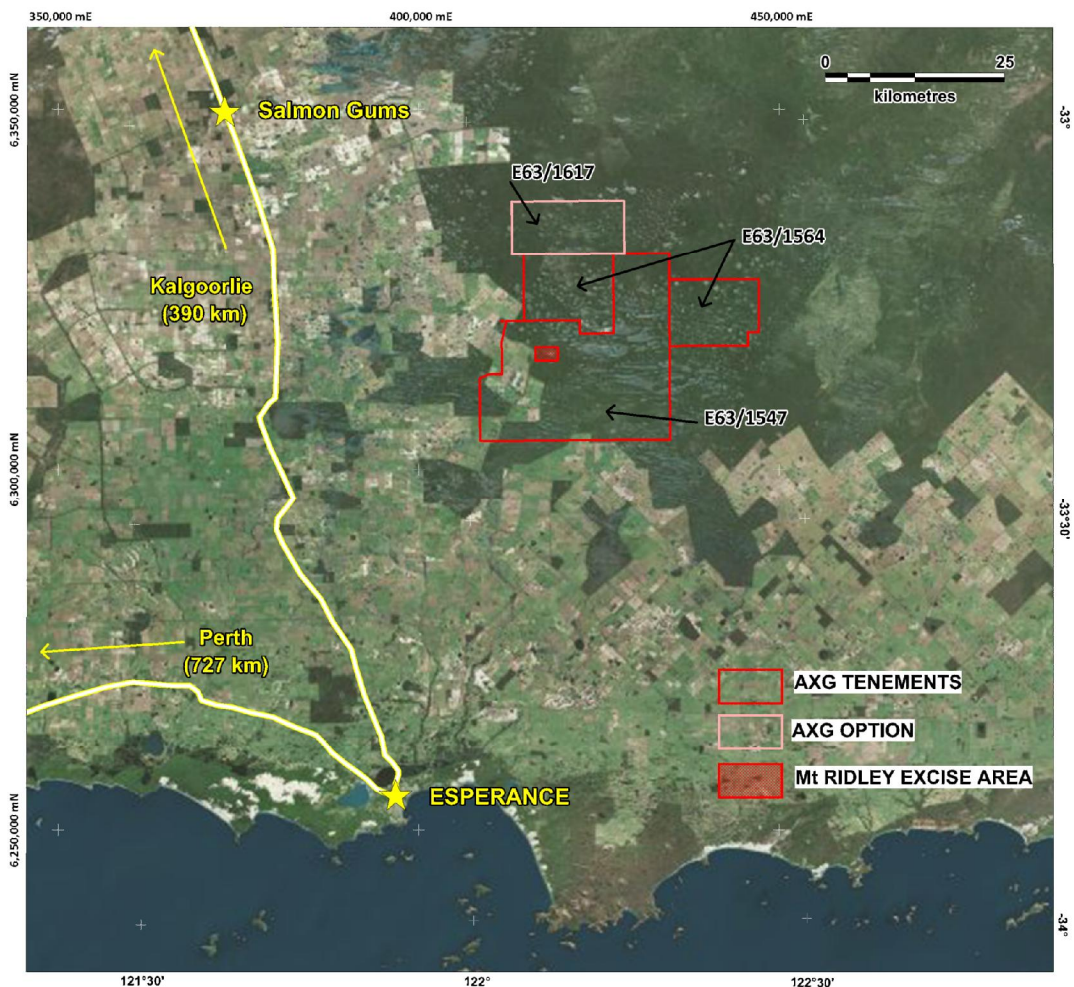 350,000 mE
400,000 mE
450,000 mE
0
25
kilometres
6,350,000 mN
-33°
Salmon Gums
E63/1617
E63/1564
Kalgoorlie
(390 km)
E63/1547
6,300,000 mN
-33°30'
Perth
(727 km)
AXG TENEMENTS
AXG OPTION
Mt RIDLEY EXCISE AREA
ESPERANCE
6,250,000 mN
-34°
121°30'
122°
122°30'